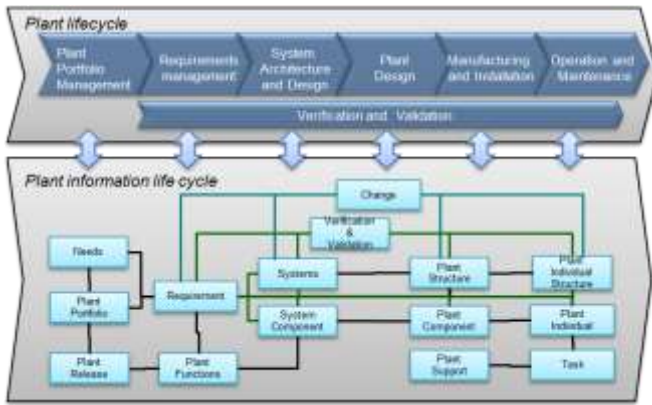 Plant lifecycle
Plant
Portfolio
Management
Requirements
management
System
Architecture
and Design
Plant
Design
Manufacturing
and Installation
Operation and
Maintenance
Verification and Validation
Plant information life cycle
Change
Verification
&
Validation
Needs
Systems
Plant
Structure
Plant
Individual
Structure
Plant
Portfolio
Requirement
System
Component
Plant
Component
Plant
Individual
Plant
Release
Plant
Functions
Plant
Support
Task